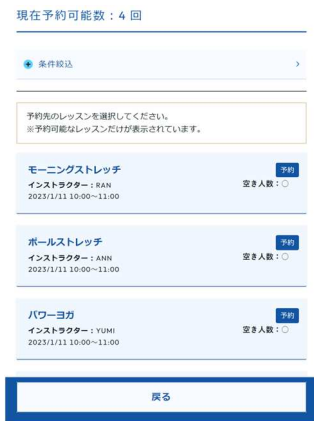 現在予約可能数：4 回
条件絞込
予約先のレッスンを選択してください。
※予約可能なレッスンだけが表示されています。
モーニングストレッチ
予約
インストラクター：RAN
空き人数：○
2023/1/11 10:00〜11:00
ポールストレッチ
予約
インストラクター：ANN
空き人数：○
2023/1/11 10:00〜11:00
パワーヨガ
予約
インストラクター：YUMI
空き人数：○
2023/1/11 10:00〜11:00
戻る